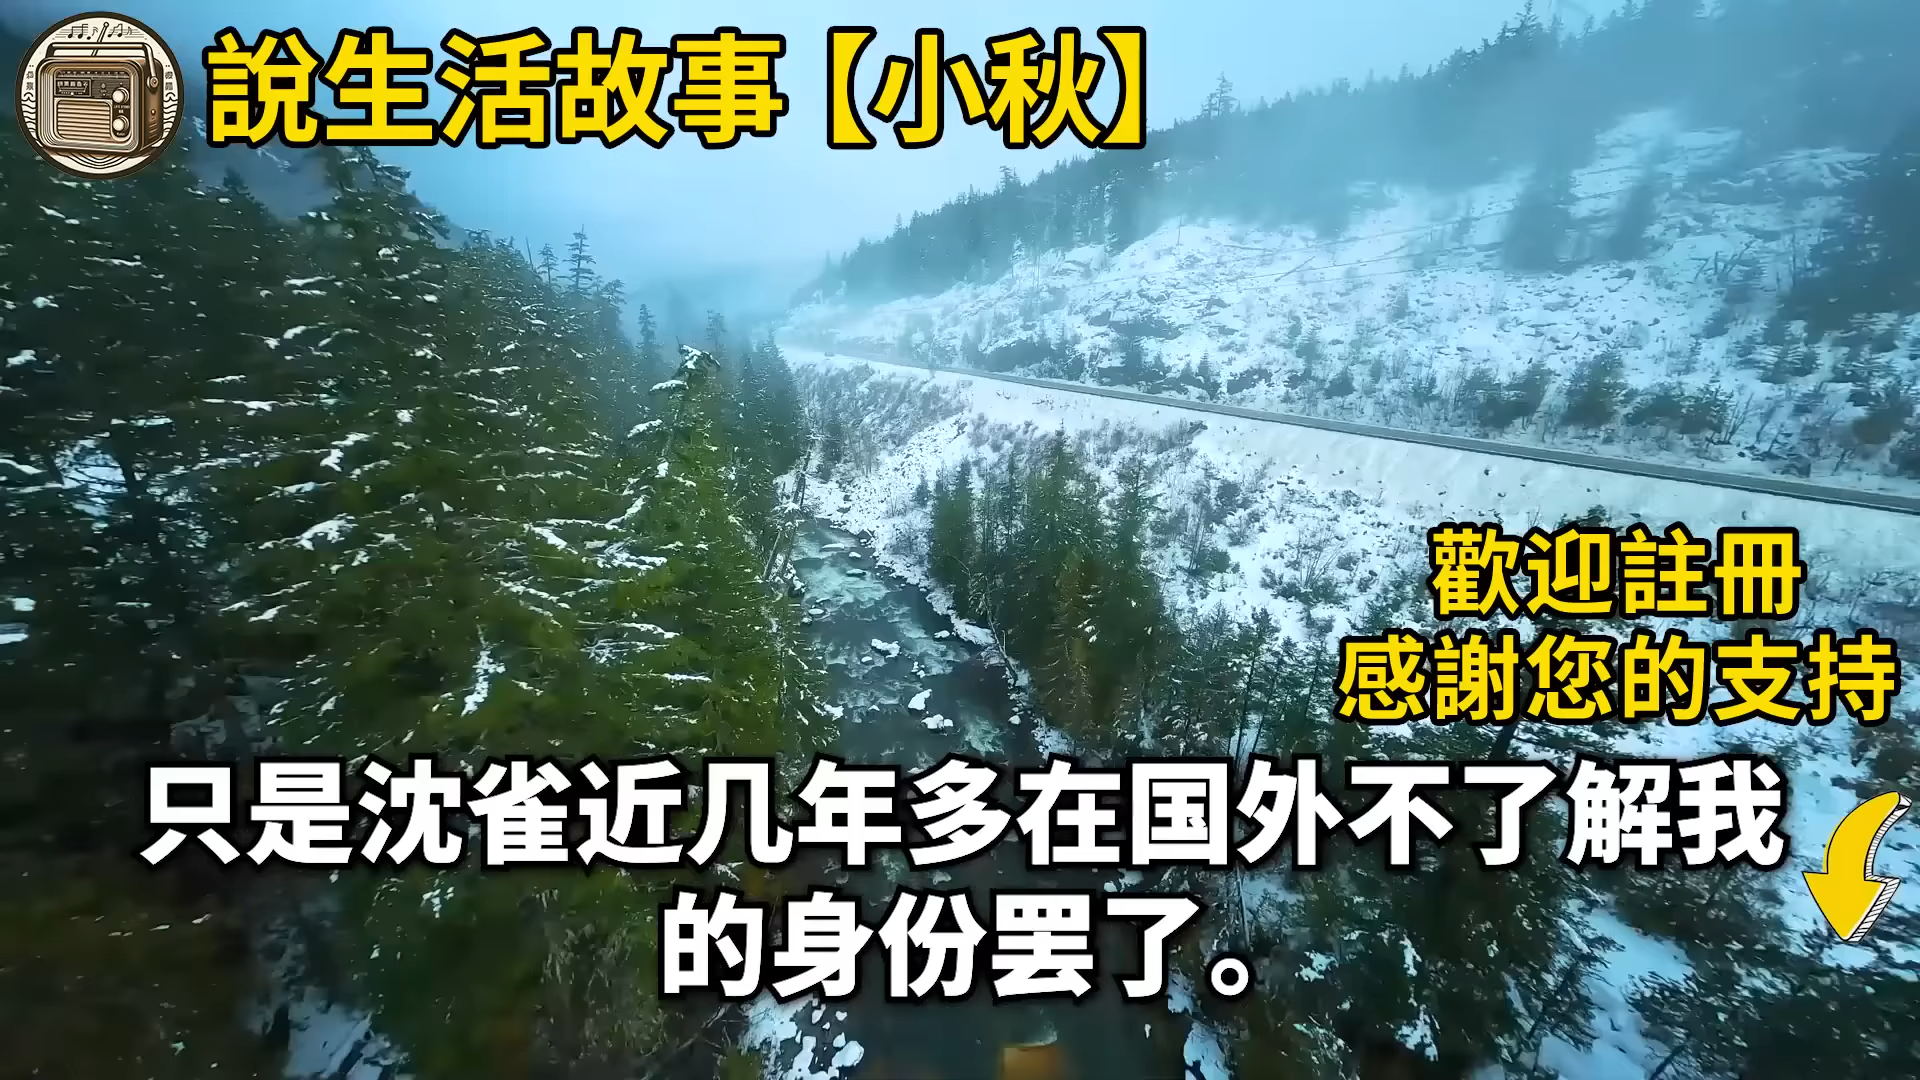 說生活故事【小秋】
歡迎註冊
感謝您的支持
只是沈雀近几年多在国外不了解我
的身份罢了。